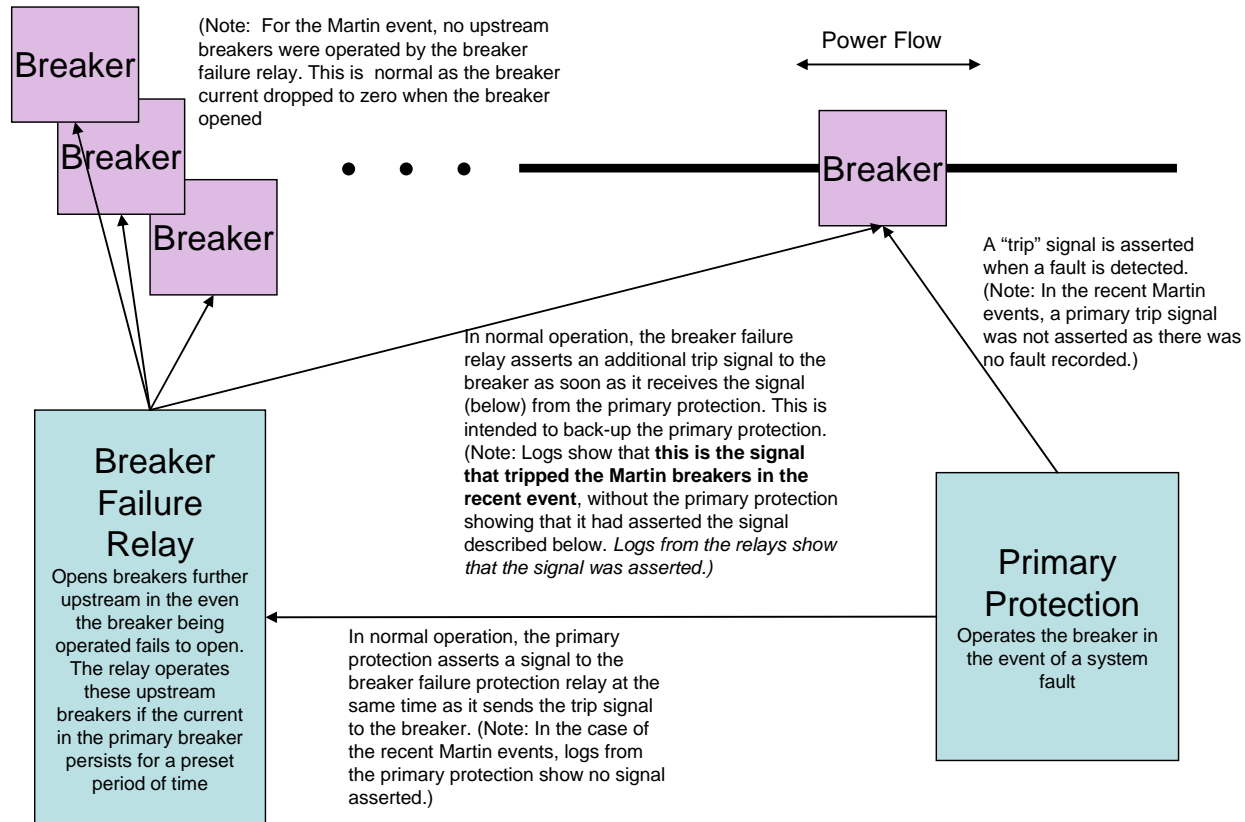 Breaker
Breaker
Breaker
(Note:  For the Martin event, no upstream
breakers were operated by the breaker
failure relay. This is  normal as the breaker
current dropped to zero when the breaker
opened
Power Flow
Breaker
A “trip” signal is asserted
when a fault is detected.
(Note: In the recent Martin
events, a primary trip signal
was not asserted as there was
no fault recorded.)
In normal operation, the breaker failure
relay asserts an additional trip signal to the
breaker as soon as it receives the signal
(below) from the primary protection. This is
intended to back-up the primary protection.
(Note: Logs show that this is the signal
that tripped the Martin breakers in the
recent event, without the primary protection
showing that it had asserted the signal
described below. Logs from the relays show
that the signal was asserted.)
Breaker
Failure
Relay
Opens breakers further
upstream in the even
the breaker being
operated fails to open.
The relay operates
these upstream
breakers if the current
in the primary breaker
persists for a preset
period of time
In normal operation, the primary
protection asserts a signal to the
breaker failure protection relay at the
same time as it sends the trip signal
to the breaker. (Note: In the case of
the recent Martin events, logs from
the primary protection show no signal
asserted.)
Primary
Protection
Operates the breaker in
the event of a system
fault